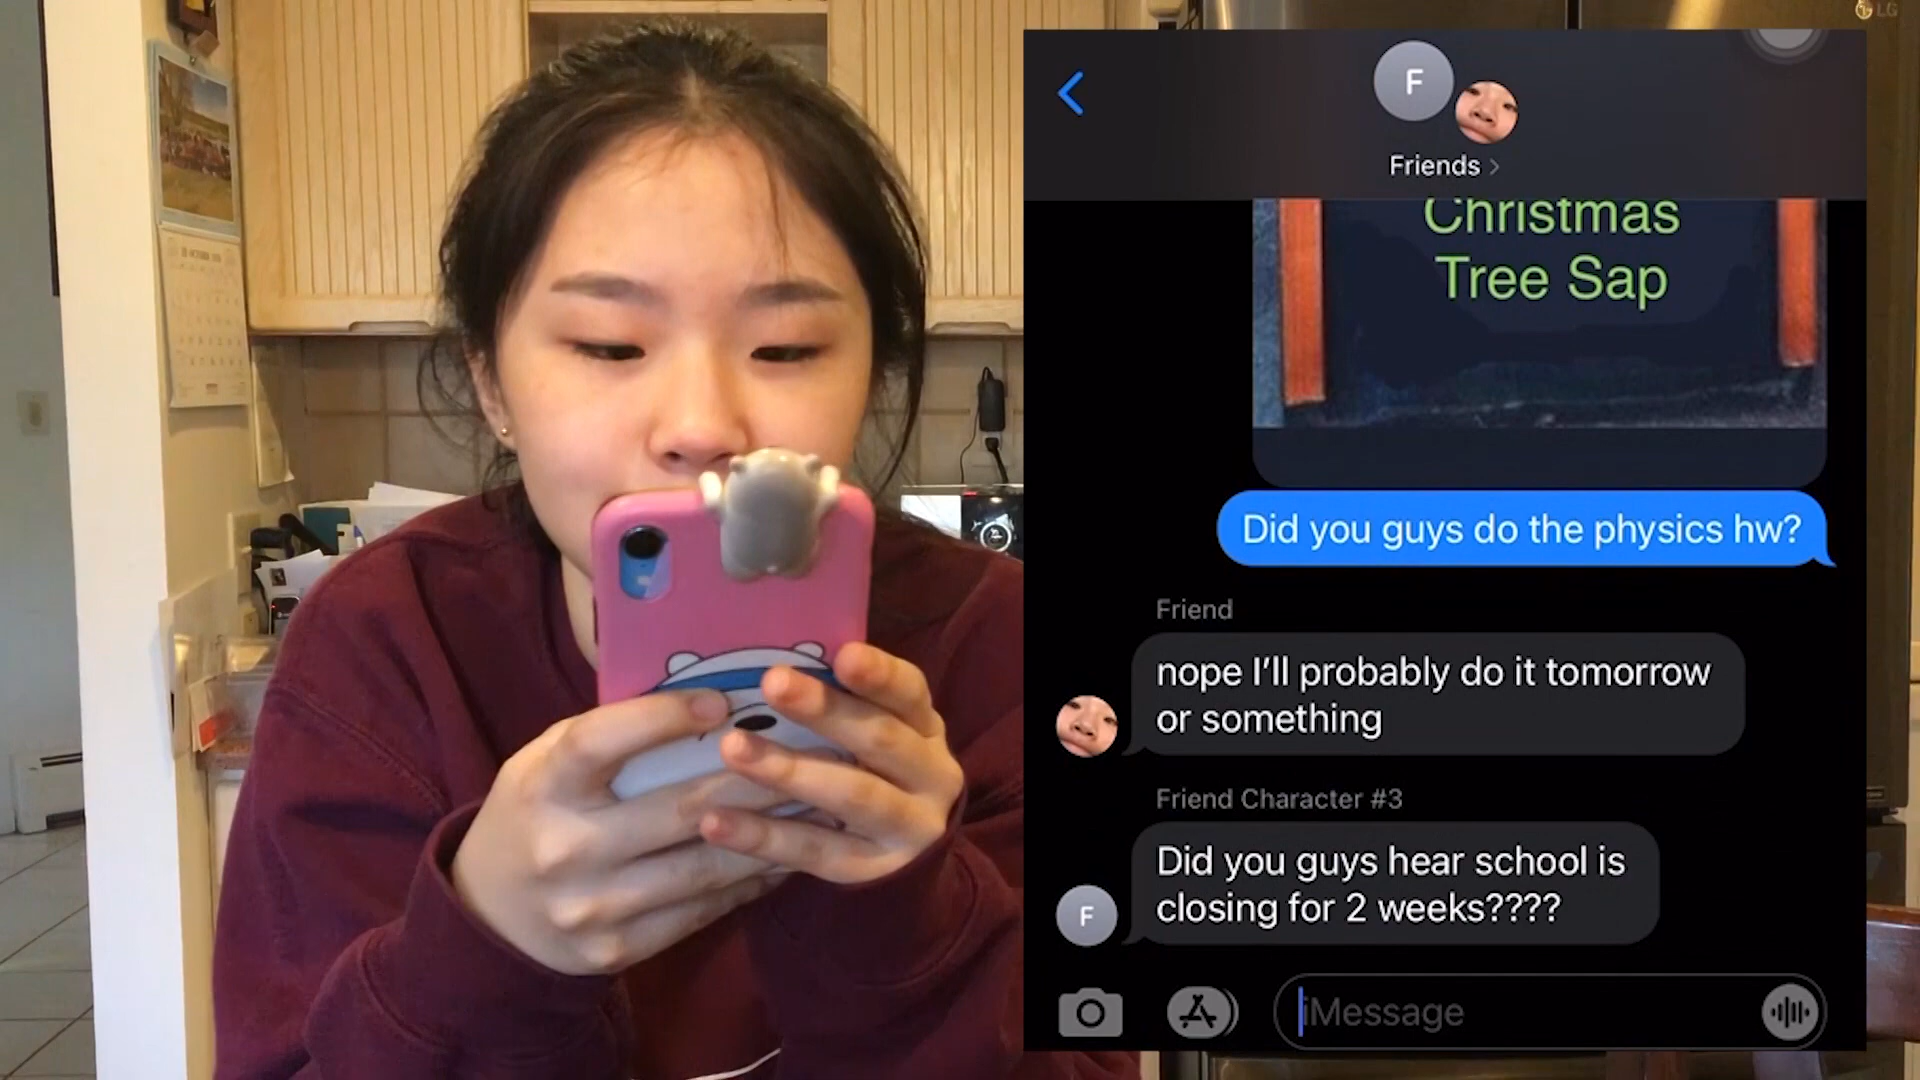 LG
F
Friends >
Christmas
Tree Sap
Did you guys do the physics hw?
Friend
nope I'll probably do it tomorrow
or something
Friend Character #3
Did you guys hear school is
closing for 2 weeks????
F
iMessage